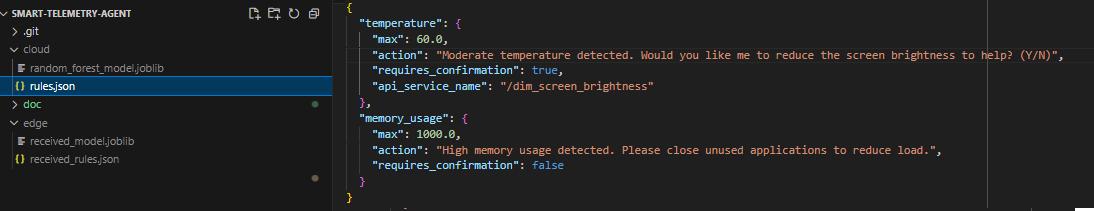 SMART-TELEMETRY-AGENT
.git
cloud
random_forest_model.joblib
rules.json
doc
edge
received_model.joblib
received_rules.json
{
"temperature": {
"max": 60.0,
"action": "Moderate temperature detected. Would you like me to reduce the screen brightness to help? (Y/N)",
"requires_confirmation": true,
"api_service_name": "/dim_screen_brightness"
},
"memory_usage": {
"max": 1000.0,
"action": "High memory usage detected. Please close unused applications to reduce load.",
"requires_confirmation": false
}
}